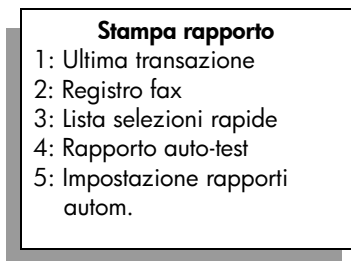 Stampa rapporto
1: Ultima transazione
2: Registro fax
3: Lista selezioni rapide
4: Rapporto auto-test
5: Impostazione rapporti
autom.